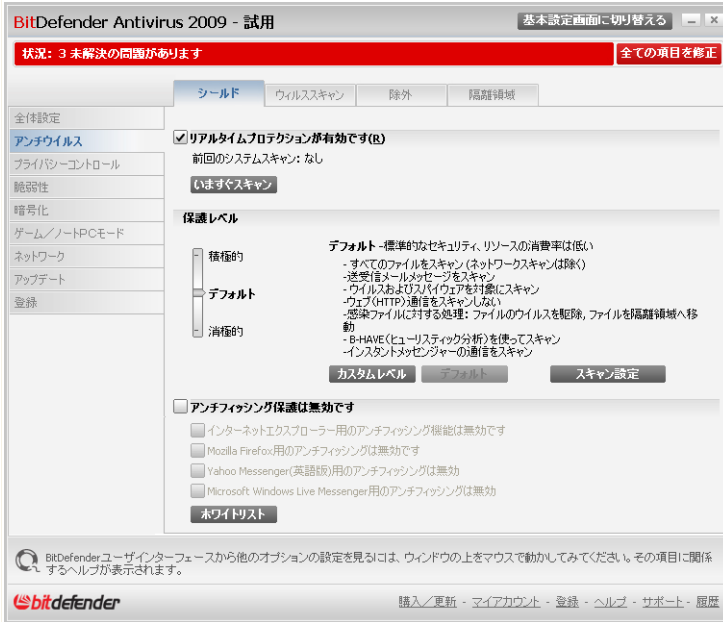 BitDefender Antivirus 2009 - 試用
基本設定画面に切り替える
状況: 3 未解決の問題があります
全ての項目を修正
シールド
ウィルススキャン
除外
隔離領域
全体設定
アンチウイルス
プライバシーコントロール
脆弱性
暗号化
ゲーム／ノートPCモード
ネットワーク
アップデート
登録
リアルタイムプロテクションが有効です(R)
前回のシステムスキャン: なし
いますぐスキャン
保護レベル
積極的
デフォルト
消極的
デフォルト -標準的なセキュリティ、リソースの消費率は低い
- すべてのファイルをスキャン (ネットワークスキャンは除く)
-送受信メールメッセージをスキャン
- ウイルスおよびスパイウェアを対象にスキャン
-ウェブ(HTTP)通信をスキャンしない
-感染ファイルに対する処理: ファイルのウイルスを駆除, ファイルを隔離領域へ移
動
- B-HAVE(ヒューリスティック分析)を使ってスキャン
-インスタントメッセンジャーの通信をスキャン
カスタムレベル
デフォルト
スキャン設定
アンチフィッシング保護は無効です
インターネットエクスプローラー用のアンチフィッシング機能は無効です
Mozilla Firefox用のアンチフィッシングは無効です
Yahoo Messenger(英語版)用のアンチフィッシングは無効
Microsoft Windows Live Messenger用のアンチフィッシングは無効
ホワイトリスト
BitDefenderユーザインターフェースから他のオプションの設定を見るには、ウィンドウの上をマウスで動かしてみてください。その項目に関係
するヘルプが表示されます。
bitdefender
購入／更新 - マイアカウント - 登録 - ヘルプ - サポート - 履歴